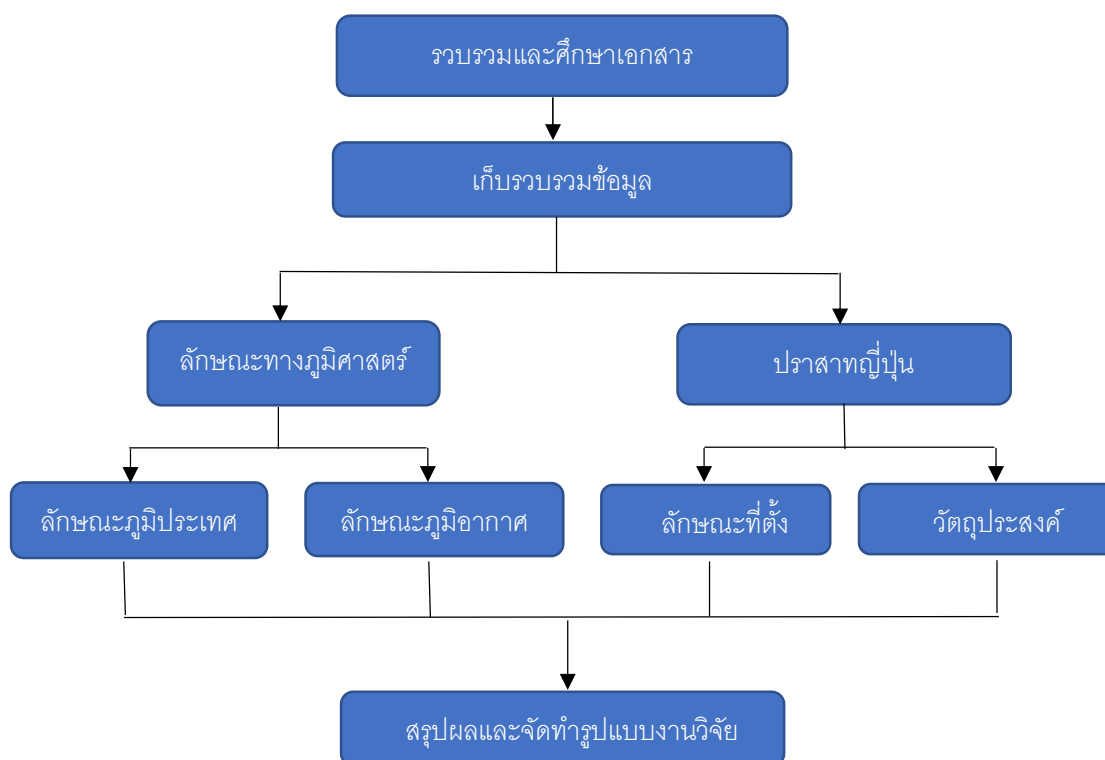 รวบรวมและศึกษาเอกสาร
เก็บรวบรวมข้อมูล
ลักษณะทางภูมิศาสตร์
ปราสาทญี่ปุ่น
ลักษณะภูมิประเทศ
ลักษณะภูมิอากาศ
ลักษณะที่ตั้ง
วัตถุประสงค์
สรุปผลและจัดทำรูปแบบงานวิจัย